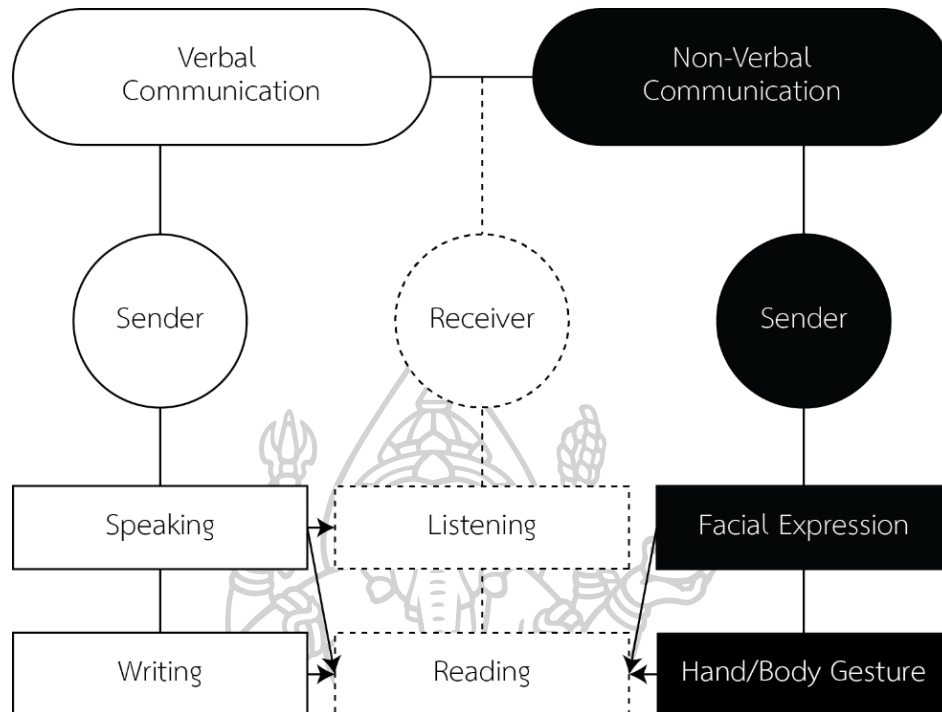 Verbal
Communication
Non-Verbal
Communication
Sender
Receiver
Sender
Speaking
Listening
Facial Expression
Writing
Reading
Hand/Body Gesture